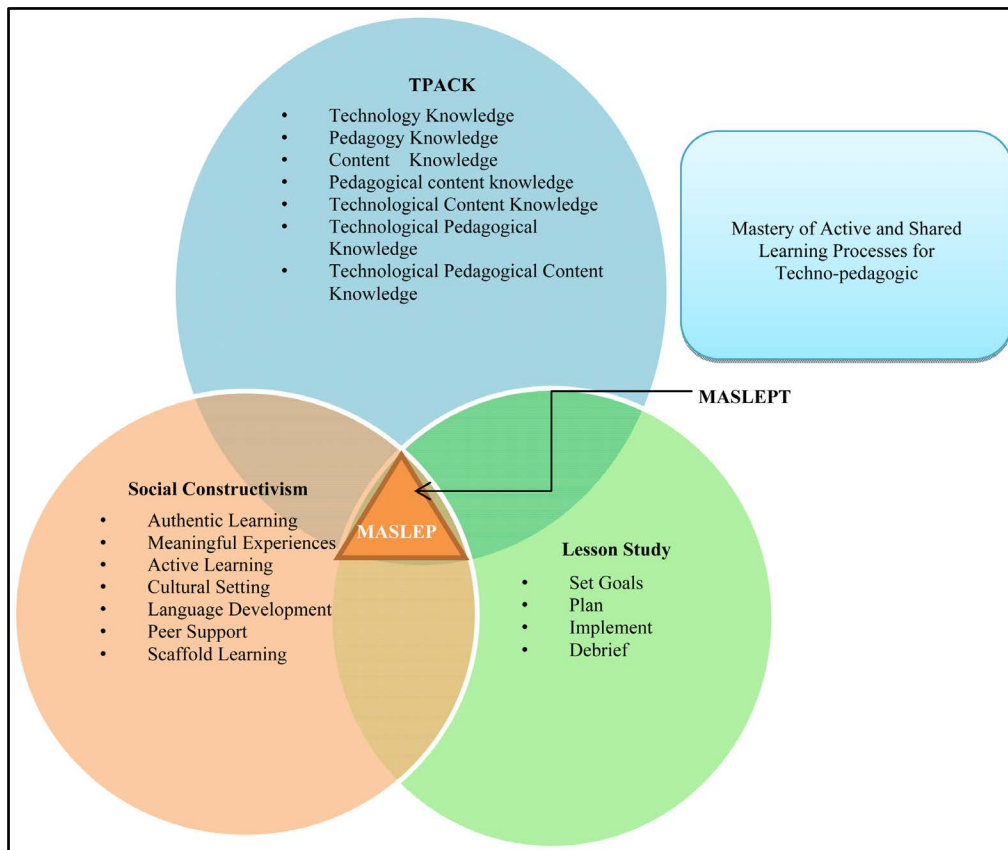 TPACK
• Technology Knowledge
• Pedagogy Knowledge
• Content Knowledge
• Pedagogical content knowledge
• Technological Content Knowledge
• Technological Pedagogical
Knowledge
• Technological Pedagogical Content
Knowledge
Mastery of Active and Shared
Learning Processes for
Techno-pedagogic
MASLEPT
Social Constructivism
• Authentic Learning
• Meaningful Experiences
• Active Learning
• Cultural Setting
• Language Development
• Peer Support
• Scaffold Learning
MASLEP
Lesson Study
• Set Goals
• Plan
• Implement
• Debrief